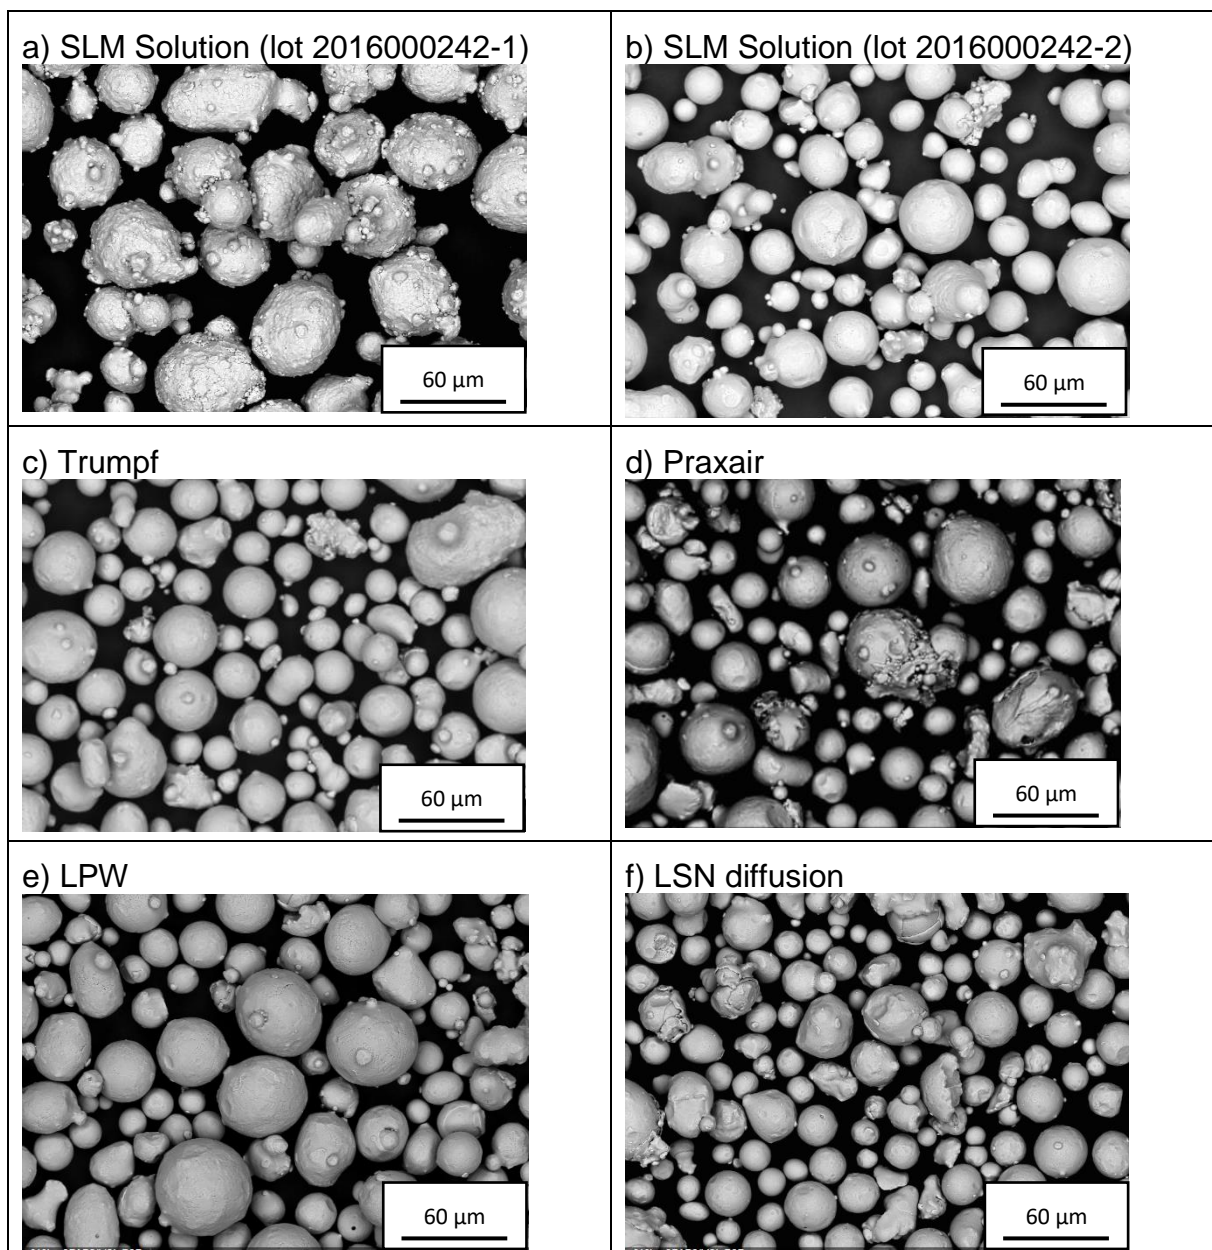 a) SLM Solution (lot 2016000242-1)
b) SLM Solution (lot 2016000242-2)
60 µm
60 µm
c) Trumpf
d) Praxair
60 µm
60 µm
e) LPW
f) LSN diffusion
60 µm
60 µm